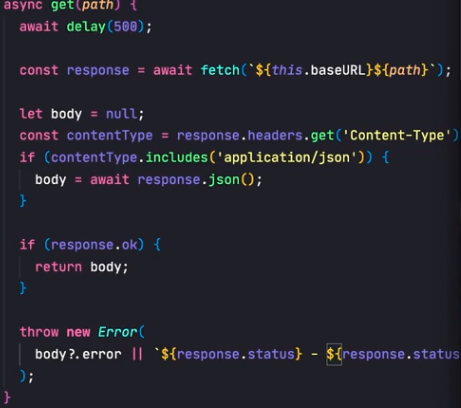 async get(path) {
await delay(500);
const response = await fetch(`${this.baseURL}${path}`);
let body = null;
const contentType = response.headers.get('Content-Type')
if (contentType.includes('application/json')) {
body = await response.json();
}
if (response.ok) {
return body;
}
throw new Error(
body?.error || `${response.status} - ${response.status
);
}